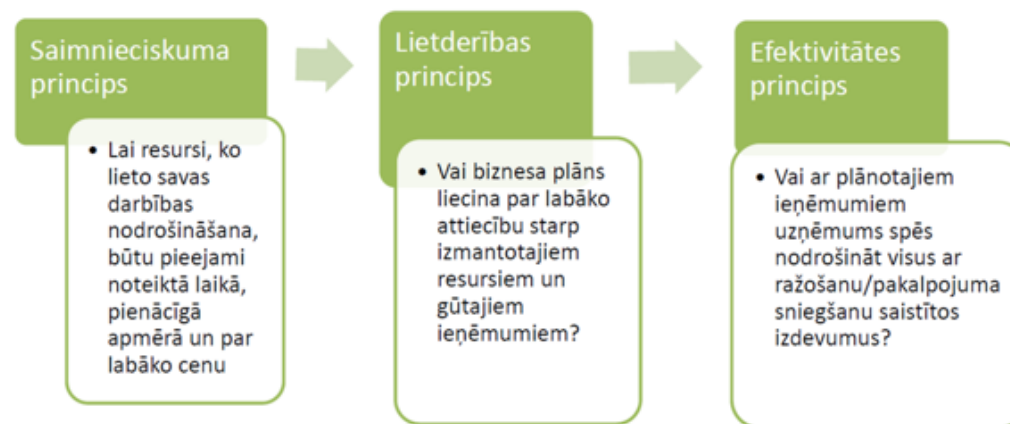 Saimnieciskuma
princips
• Lai resursi, ko
lieto savas
darbības
nodrošināšana,
būtu pieejami
noteiktā laikā,
pienācīgā
apmērā un par
labāko cenu
Lietderības
princips
• Vai biznesa plāns
liecina par labāko
attiecību starp
izmantotajiem
resursiem un
gūtajiem
ieņēmumiem?
Efektivitātes
princips
• Vai ar plānotajiem
ieņēmumiem
uzņēmums spēs
nodrošināt visus ar
ražošanu/pakalpojuma
sniegšanu saistītos
izdevumus?